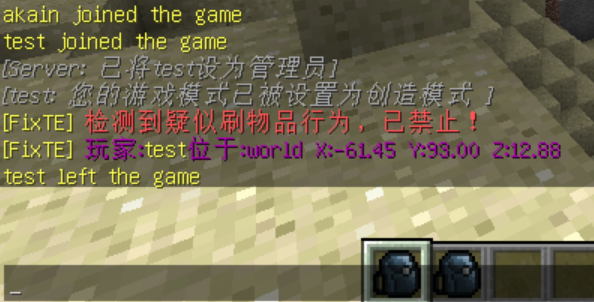 akain joined the game
test joined the game
[Server: 已将test设为管理员]
[test: 您的游戏模式已被设置为创造模式 ]
[FixTE] 检测到疑似刷物品行为，已禁止！
[FixTE] 玩家:test位于:world X:-61.45 Y:93.00 Z:12.88
test left the game
_